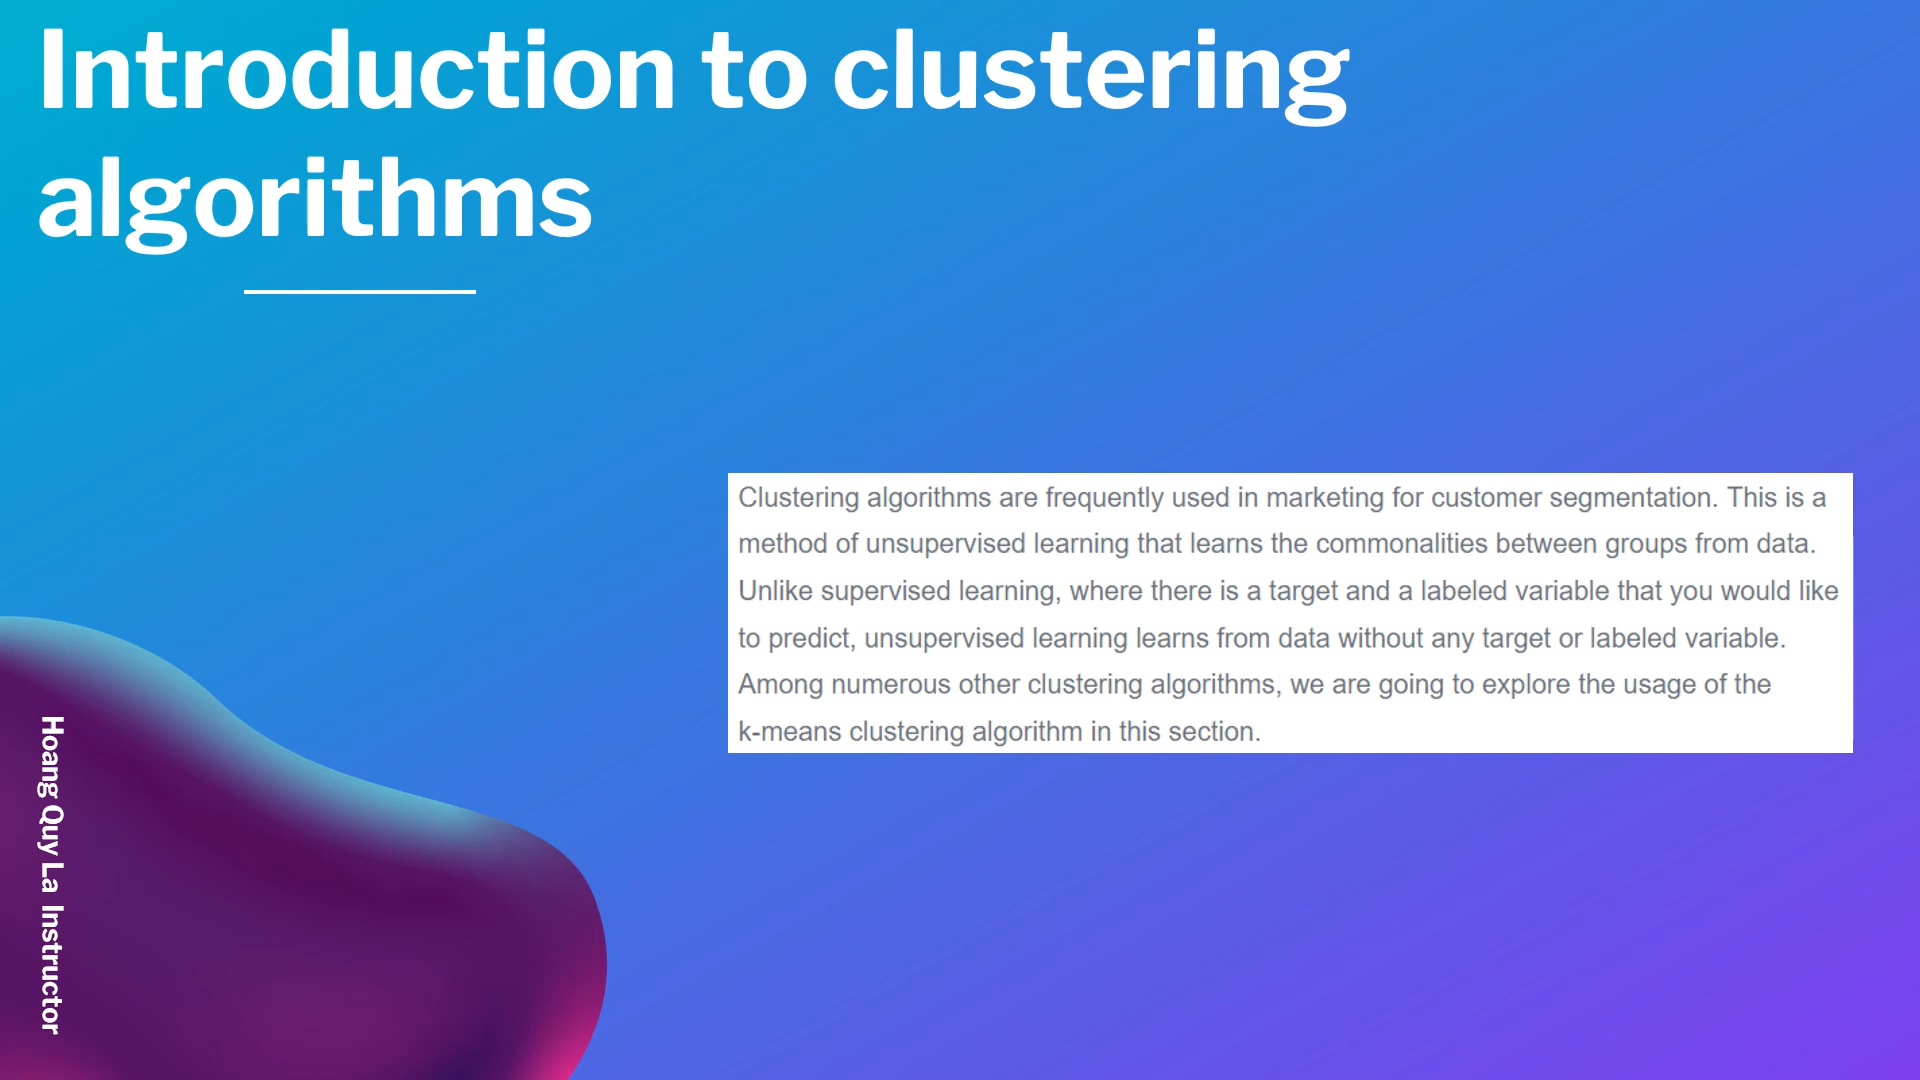 Introduction to clustering
algorithms
Clustering algorithms are frequently used in marketing for customer segmentation. This is a
method of unsupervised learning that learns the commonalities between groups from data.
Unlike supervised learning, where there is a target and a labeled variable that you would like
to predict, unsupervised learning learns from data without any target or labeled variable.
Among numerous other clustering algorithms, we are going to explore the usage of the
k-means clustering algorithm in this section.
Hoang Quy La Instructor